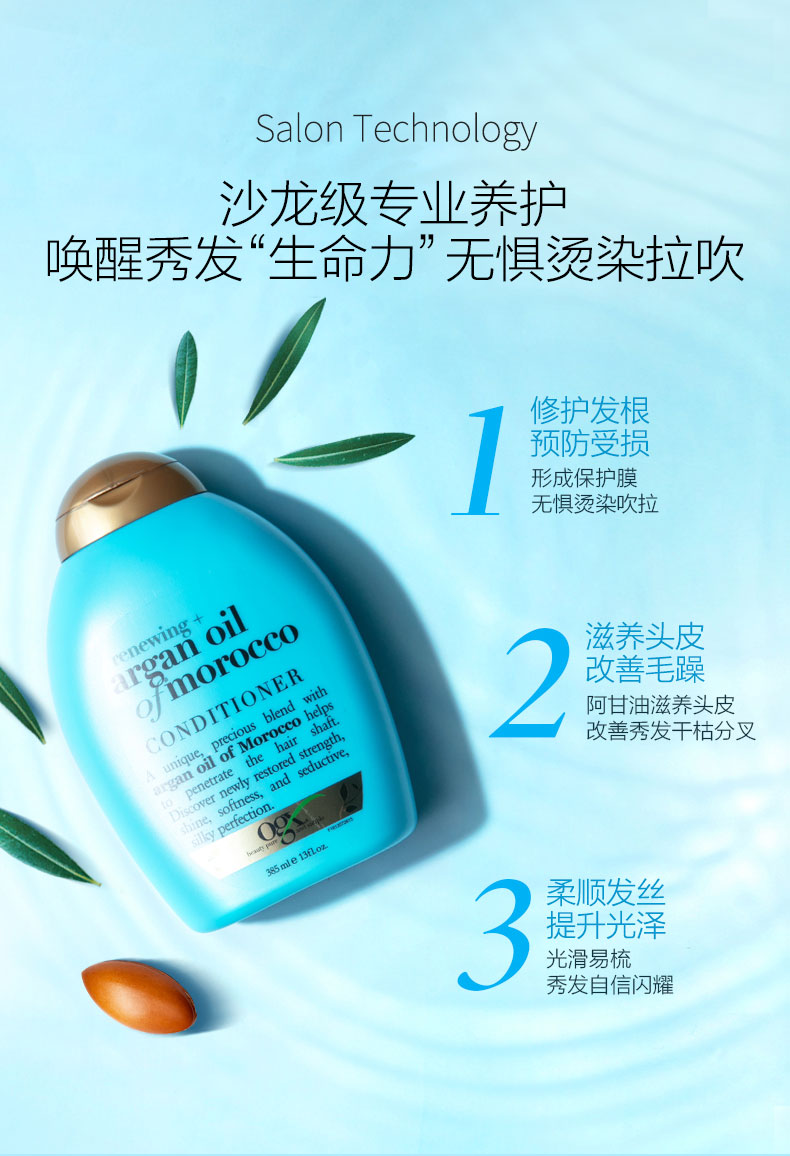 Salon Technology
沙龙级专业养护
唤醒秀发“生命力”无惧烫染拉吹
1
修护发根
预防受损
形成保护膜
无惧烫染吹拉
2
滋养头皮
改善毛躁
阿甘油滋养头皮
改善秀发干枯分叉
3
柔顺发丝
提升光泽
光滑易梳
秀发自信闪耀
renewing +
argan oil
of morocco
CONDITIONER
A unique, precious blend with
argan oil of Morocco helps
to penetrate the hair shaft.
Discover newly restored strength,
shine, softness, and seductive,
silky perfection.
ogx
beauty pure
385 ml e 13 fl. oz.